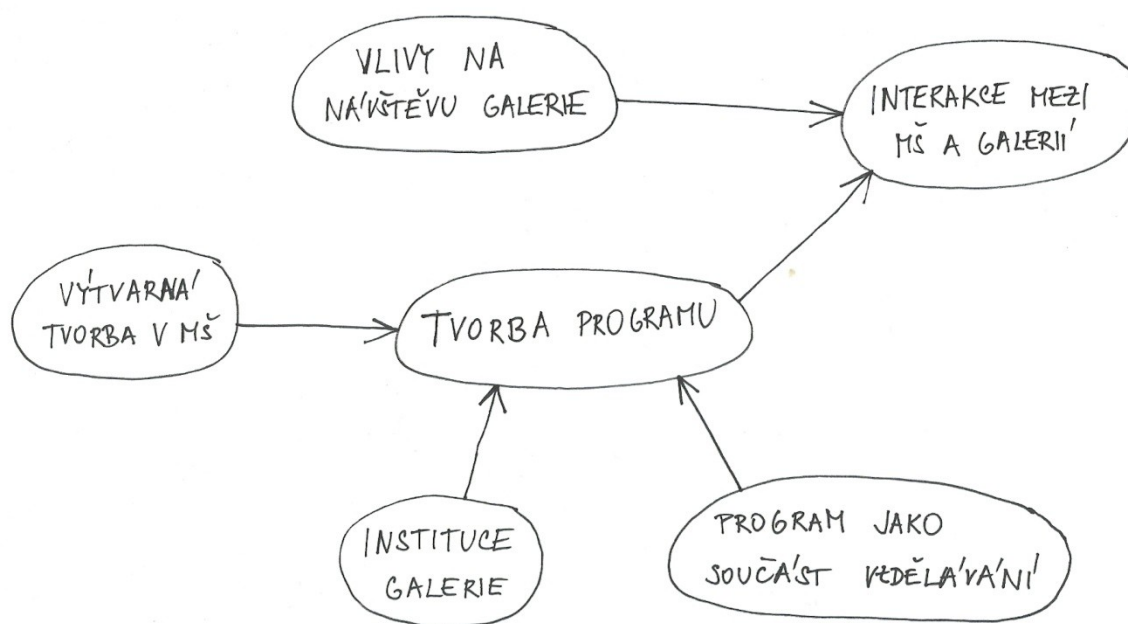 VLIVY NA
NÁVŠTĚVU GALERIE
INTERAKCE MEZI
MŠ A GALERIÍ
VÝTVARNÁ
TVORBA V MŠ
TVORBA PROGRAMU
INSTITUCE
GALERIE
PROGRAM JAKO
SOUČÁST VZDĚLÁVÁNÍ